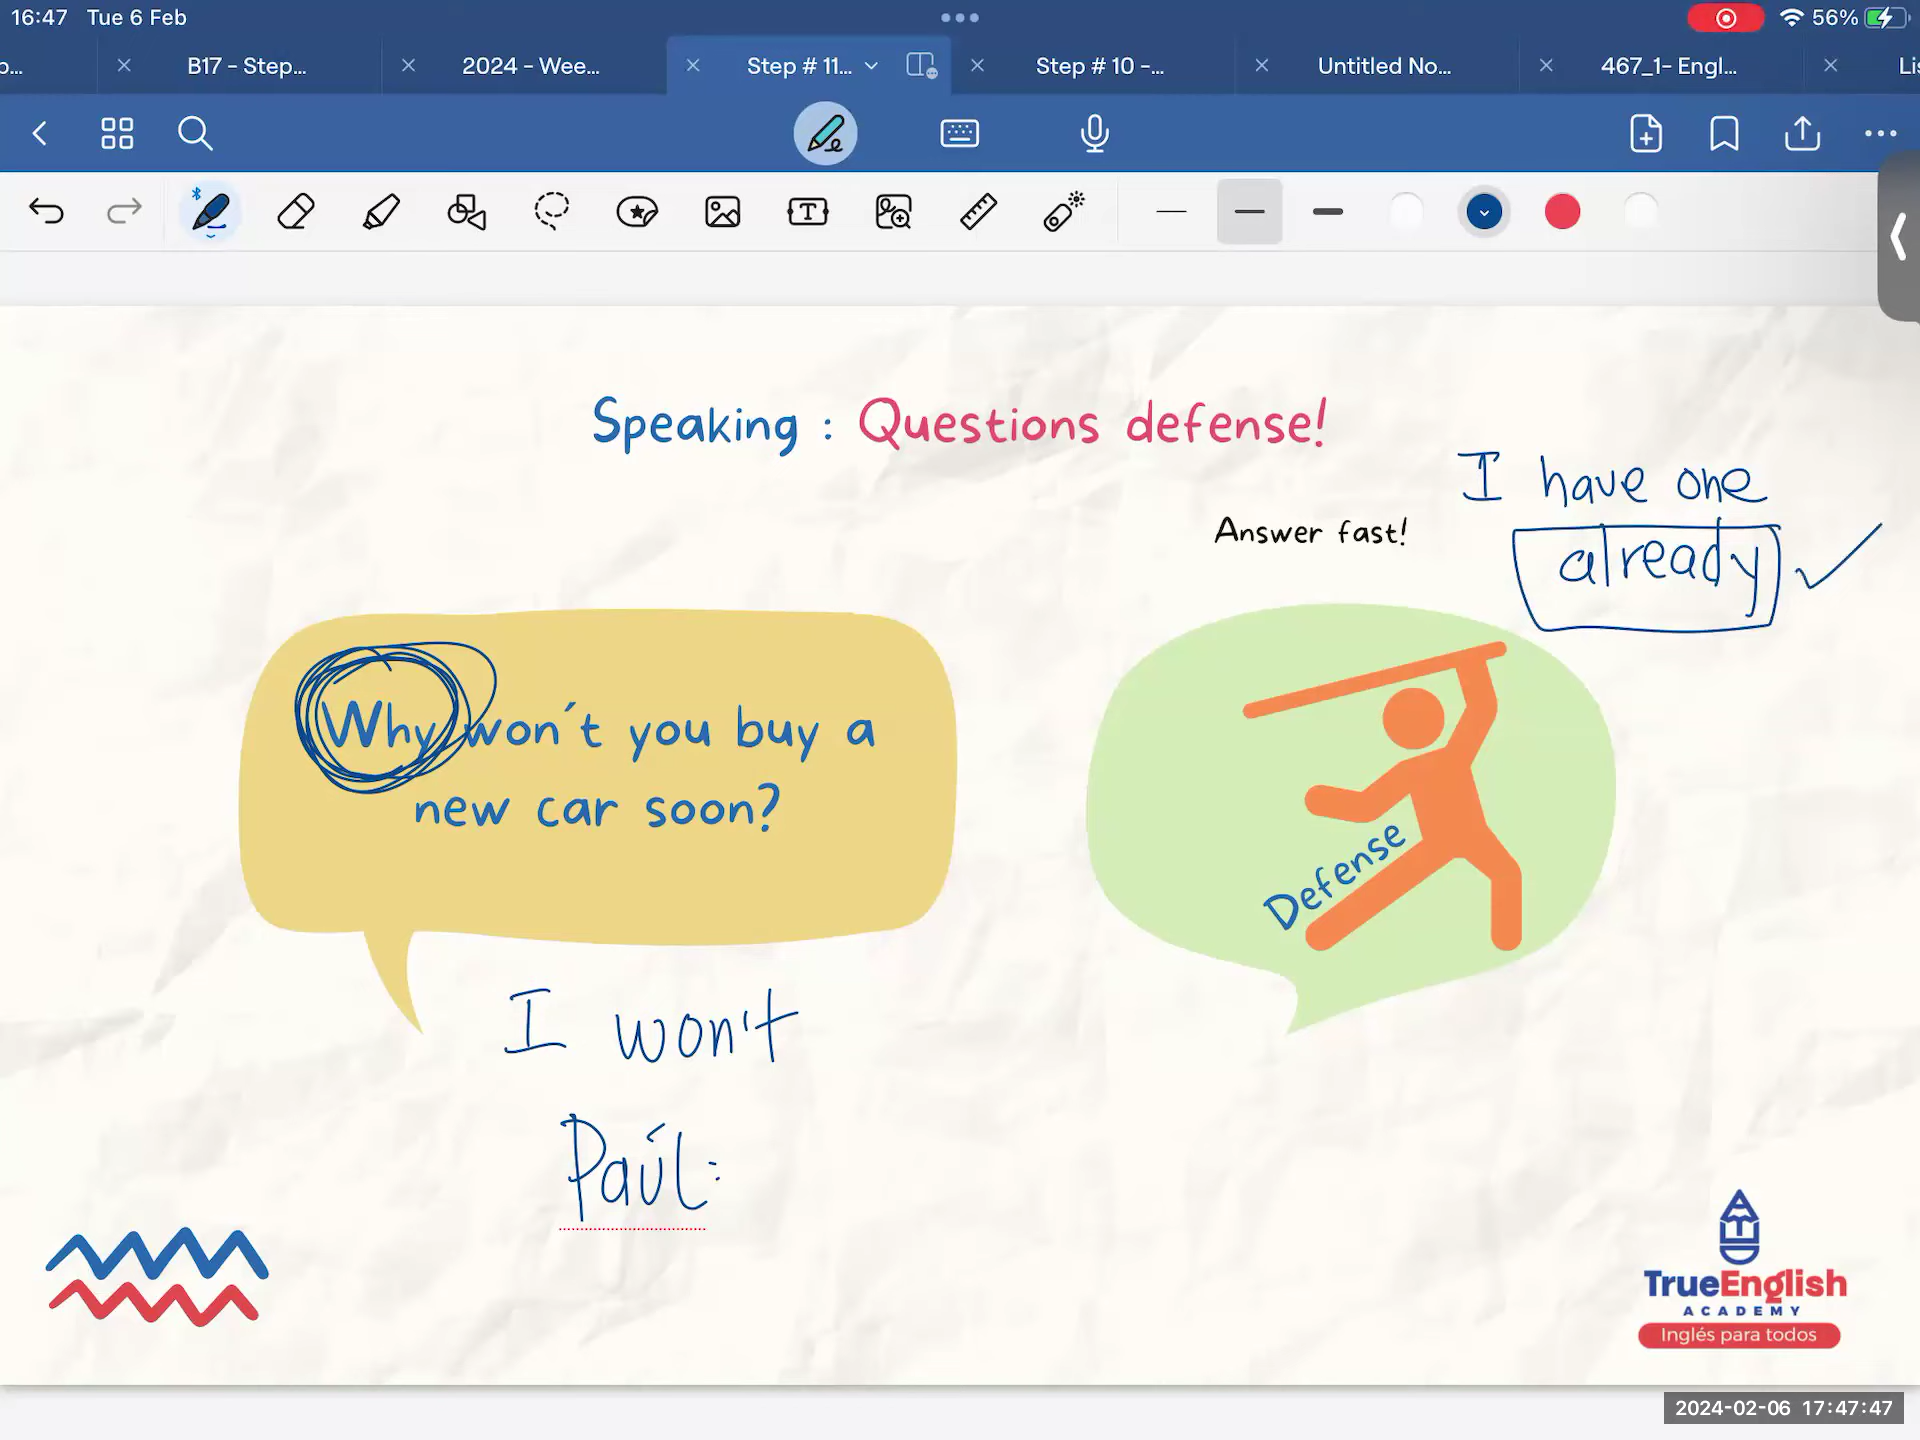 16:47 Tue 6 Feb
56%
B17 - Step...
2024 - Wee...
Step # 11...
Step # 10 -...
Untitled No...
467_1- Engl...
Speaking : Questions defense!
I have one
already
Answer fast!
Why won´t you buy a
new car soon?
Defense
I won't
Paúl:
TrueEnglish
ACADEMY
Inglés para todos
2024-02-06 17:47:47